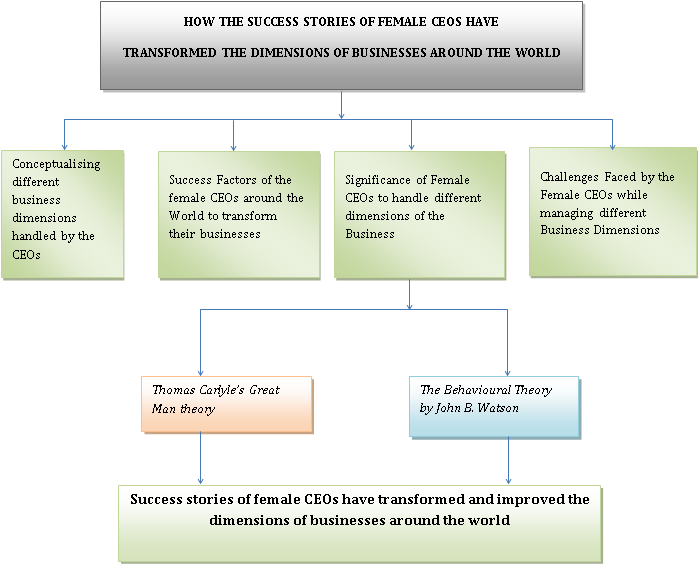 HOW THE SUCCESS STORIES OF FEMALE CEOS HAVE
TRANSFORMED THE DIMENSIONS OF BUSINESSES AROUND THE WORLD
Conceptualising
different
business
dimensions
handled by the
CEOs
Success Factors of the
female CEOs around the
World to transform
their businesses
Significance of Female
CEOs to handle different
dimensions of the
Business
Challenges Faced by the
Female CEOs while
managing different
Business Dimensions
Thomas Carlyle's Great
Man theory
The Behavioural Theory
by John B. Watson
Success stories of female CEOs have transformed and improved the
dimensions of businesses around the world